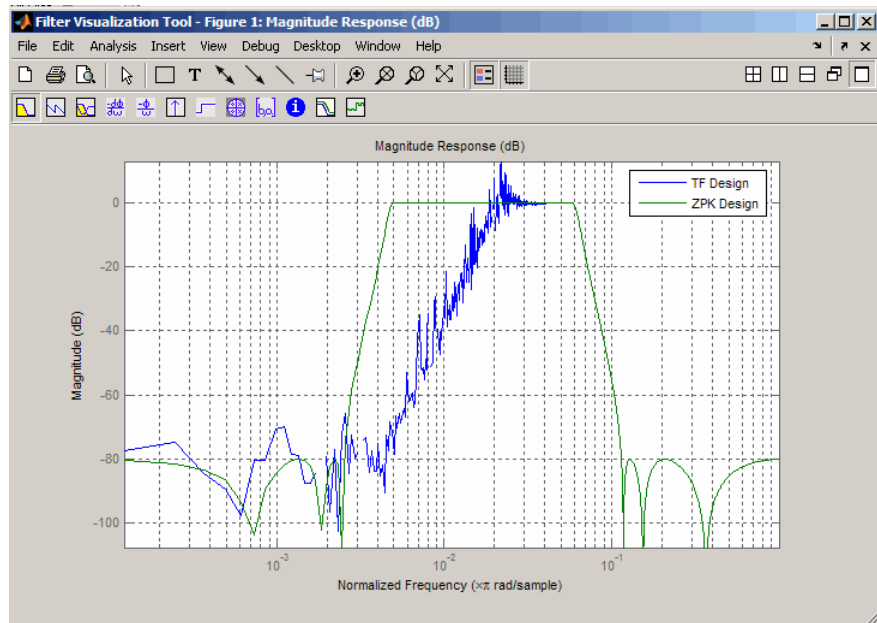 Filter Visualization Tool - Figure 1: Magnitude Response (dB)
File Edit Analysis Insert View Debug Desktop Window Help
T
Magnitude Response (dB)
TF Design
ZPK Design
0
-20
-40
-60
-80
-100
Magnitude (dB)
10^-3
10^-2
10^-1
Normalized Frequency (×π rad/sample)